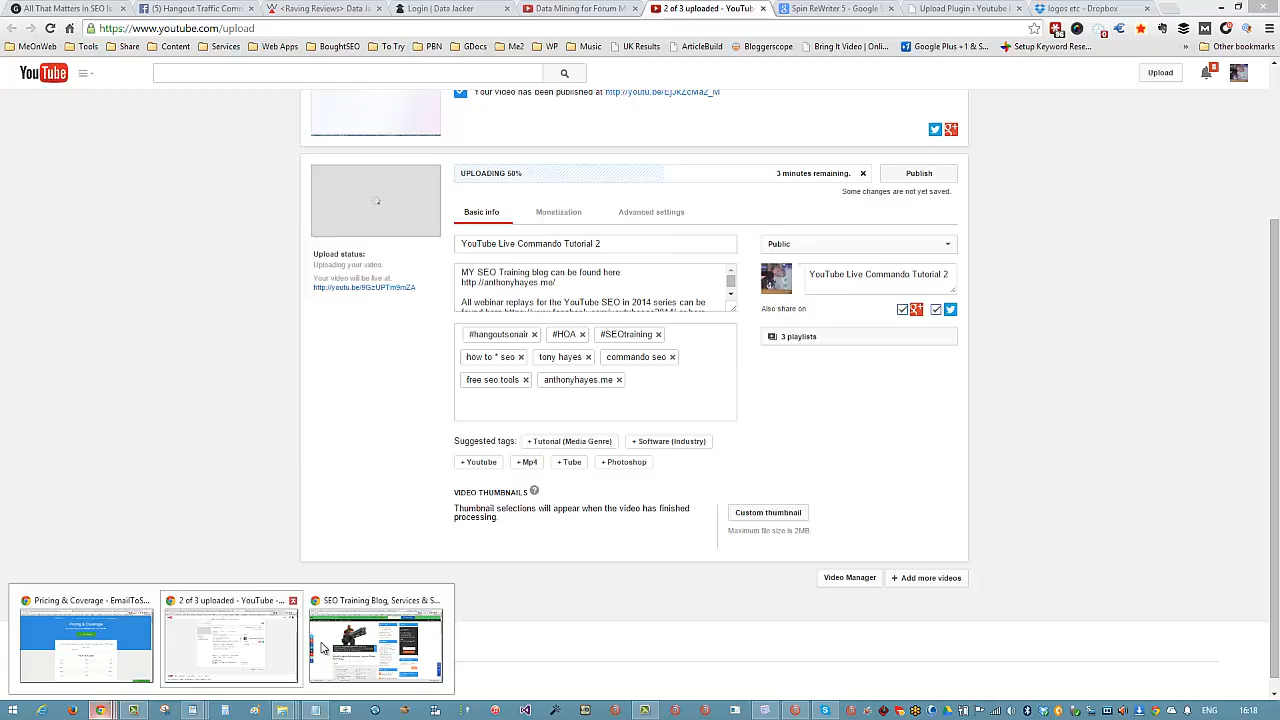 All That Matters In SEO Is
(5) Hangout Traffic Comm
<Raving Reviews> Data Ja
Login | Data Jacker
Data Mining for Forum M
2 of 3 uploaded - YouTub
Spin ReWriter 5 - Google
Upload Plugin - Youtube
logos etc - Dropbox
https://www.youtube.com/upload
MeOnWeb
Tools
Share
Content
Services
Web Apps
BoughtSEO
To Try
PBN
GDocs
Me2
WP
Music
UK Results
ArticleBuild
Bloggerscope
Bring It Video | Onli...
Google Plus +1 & S...
Setup Keyword Rese...
Other bookmarks
YouTube
Upload
8
Your video has been published at http://youtu.be/EjJKZcMaZ_M
UPLOADING 50%
3 minutes remaining.
Publish
Some changes are not yet saved.
Basic info
Monetization
Advanced settings
Upload status:
Uploading your video.
Your video will be live at:
http://youtu.be/9GzUPTm9mZA
YouTube Live Commando Tutorial 2
Public
MY SEO Training blog can be found here:
http://anthonyhayes.me/
All webinar replays for the YouTube SEO in 2014 series can be
YouTube Live Commando Tutorial 2
Also share on
#hangoutsonair
#HOA
#SEOtraining
3 playlists
how to * seo
tony hayes
commando seo
free seo tools
anthonyhayes.me
Suggested tags:
+ Tutorial (Media Genre)
+ Software (Industry)
+ Youtube
+ Mp4
+ Tube
+ Photoshop
VIDEO THUMBNAILS
Thumbnail selections will appear when the video has finished
processing.
Custom thumbnail
Maximum file size is 2MB.
Video Manager
+ Add more videos
Pricing & Coverage - EmailToS...
2 of 3 uploaded - YouTube -...
SEO Training Blog, Services & S...
Pricing & Coverage
ENG
16:18